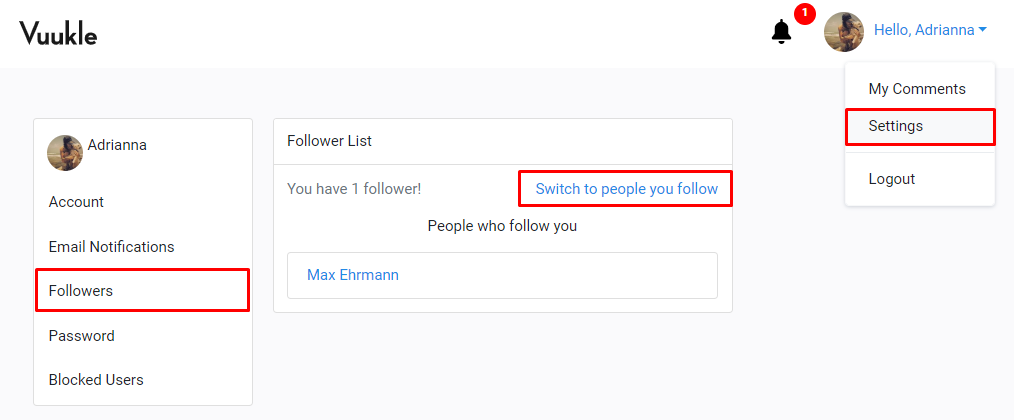 Vuukle
1
Hello, Adrianna
My Comments
Settings
Logout
Adrianna
Account
Email Notifications
Followers
Password
Blocked Users
Follower List
You have 1 follower!
Switch to people you follow
People who follow you
Max Ehrmann